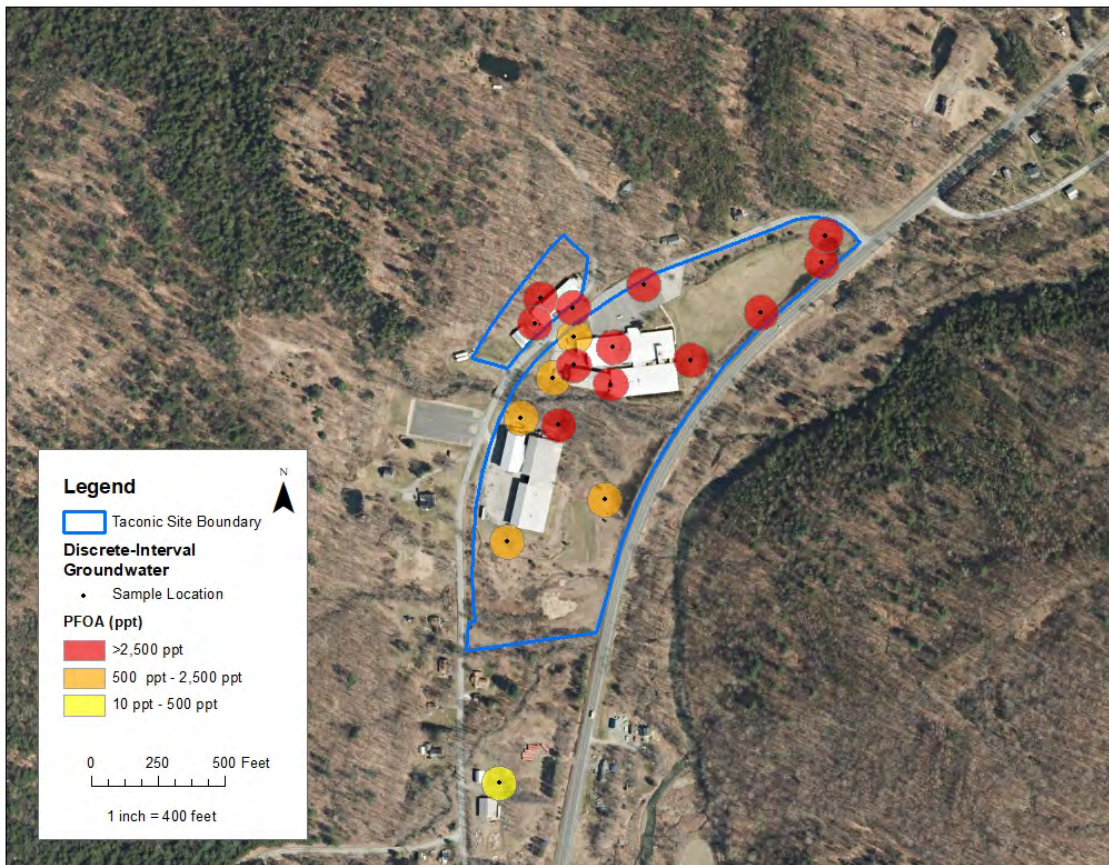 Legend
N
Taconic Site Boundary
Discrete-Interval
Groundwater
Sample Location
PFOA (ppt)
>2,500 ppt
500 ppt - 2,500 ppt
10 ppt - 500 ppt
0 250 500 Feet
1 inch = 400 feet